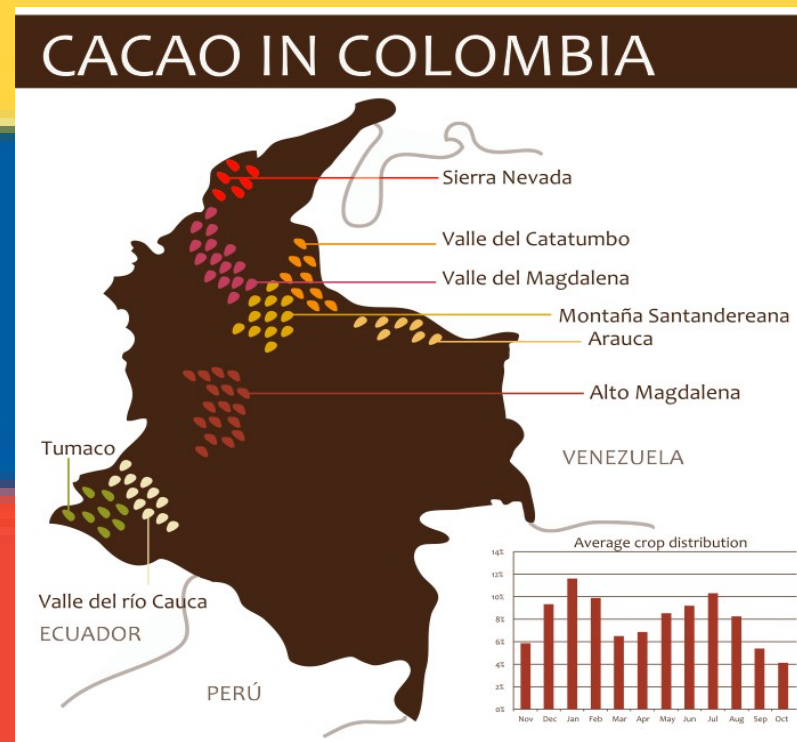 CACAO IN COLOMBIA
Sierra Nevada
Valle del Catatumbo
Valle del Magdalena
Montaña Santandereana
Arauca
Alto Magdalena
Tumaco
VENEZUELA
Valle del río Cauca
ECUADOR
PERÚ
Average crop distribution
14%
12%
10%
8%
6%
4%
2%
0%
Nov Dec Jan Feb Mar Apr May Jun Jul Aug Sep Oct